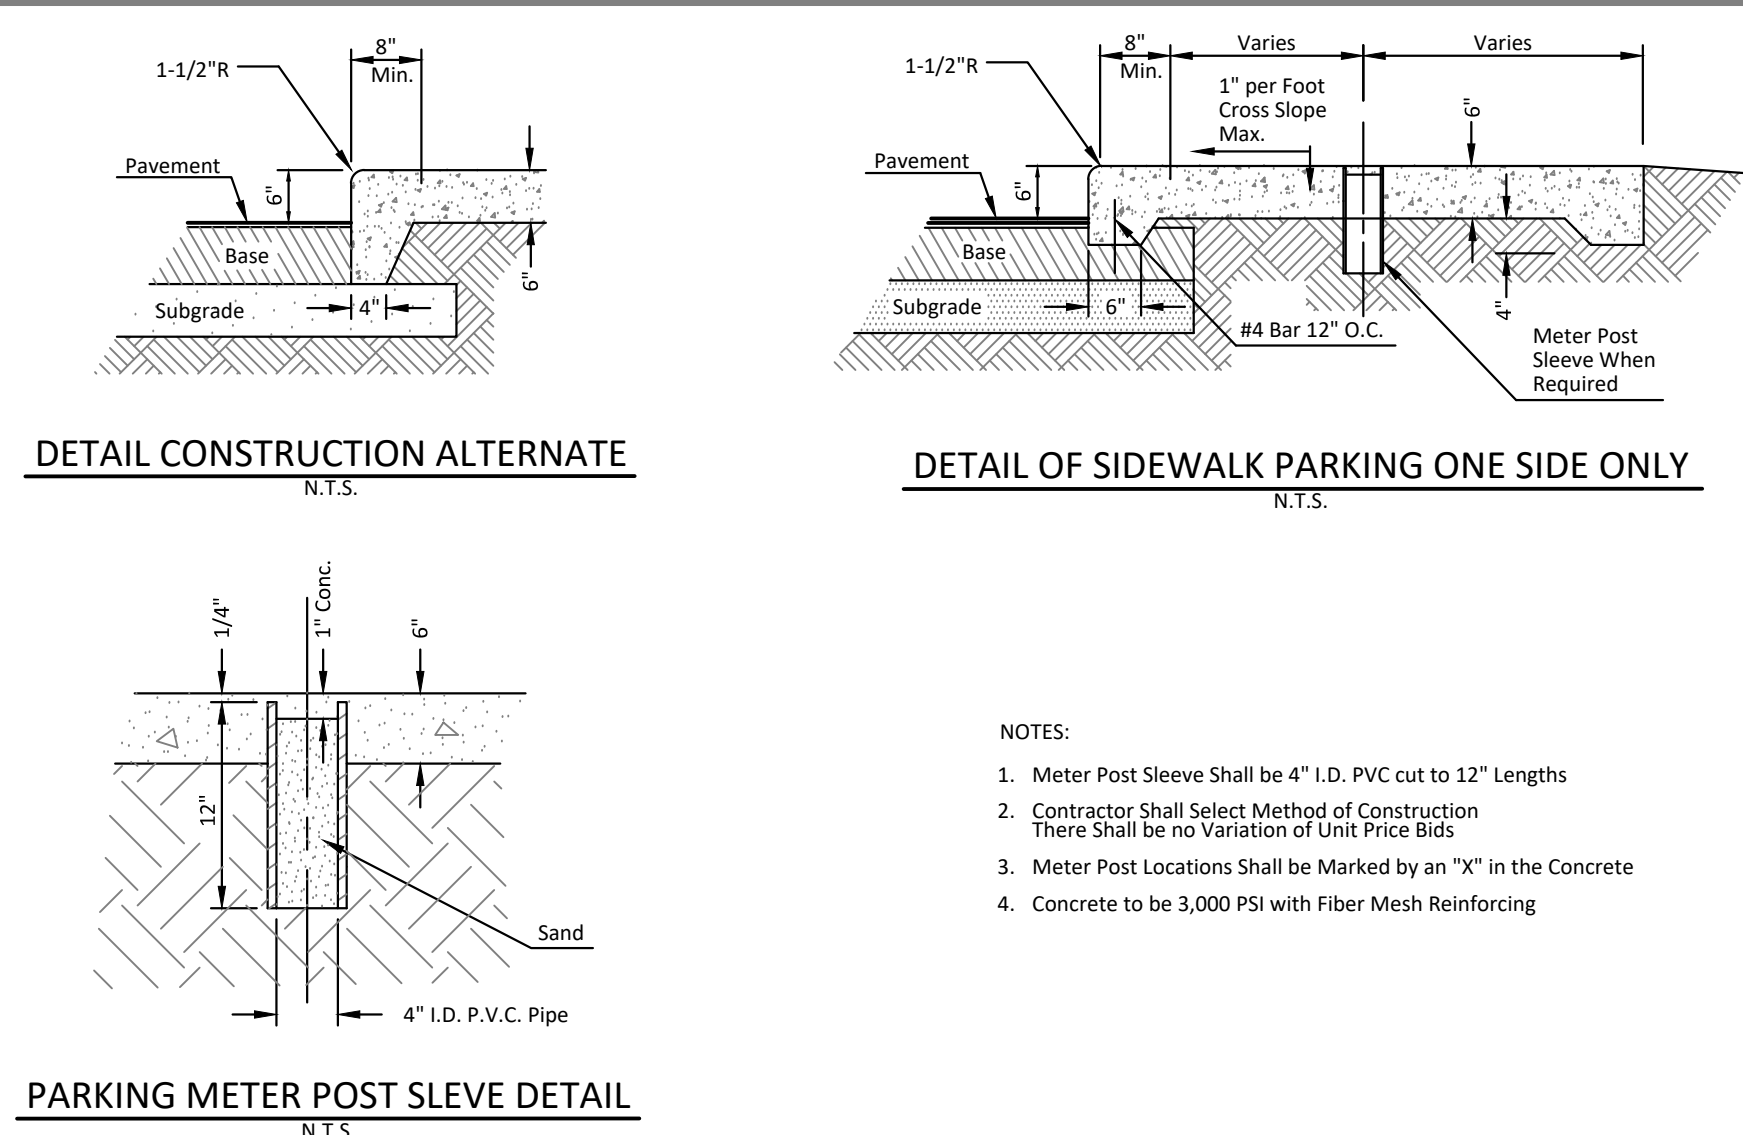 8"
Min.
1-1/2"R
Pavement
6"
Base
6"
Subgrade
4"
DETAIL CONSTRUCTION ALTERNATE
N.T.S.
8"
Min.
Varies
Varies
1-1/2"R
1" per Foot
Cross Slope
Max.
6"
Pavement
6"
Base
Subgrade
6"
4"
#4 Bar 12" O.C.
Meter Post
Sleeve When
Required
DETAIL OF SIDEWALK PARKING ONE SIDE ONLY
N.T.S.
1/4"
1" Conc.
6"
12"
Sand
4" I.D. P.V.C. Pipe
PARKING METER POST SLEVE DETAIL
N.T.S.
NOTES:
1. Meter Post Sleeve Shall be 4" I.D. PVC cut to 12" Lengths
2. Contractor Shall Select Method of Construction
There Shall be no Variation of Unit Price Bids
3. Meter Post Locations Shall be Marked by an "X" in the Concrete
4. Concrete to be 3,000 PSI with Fiber Mesh Reinforcing